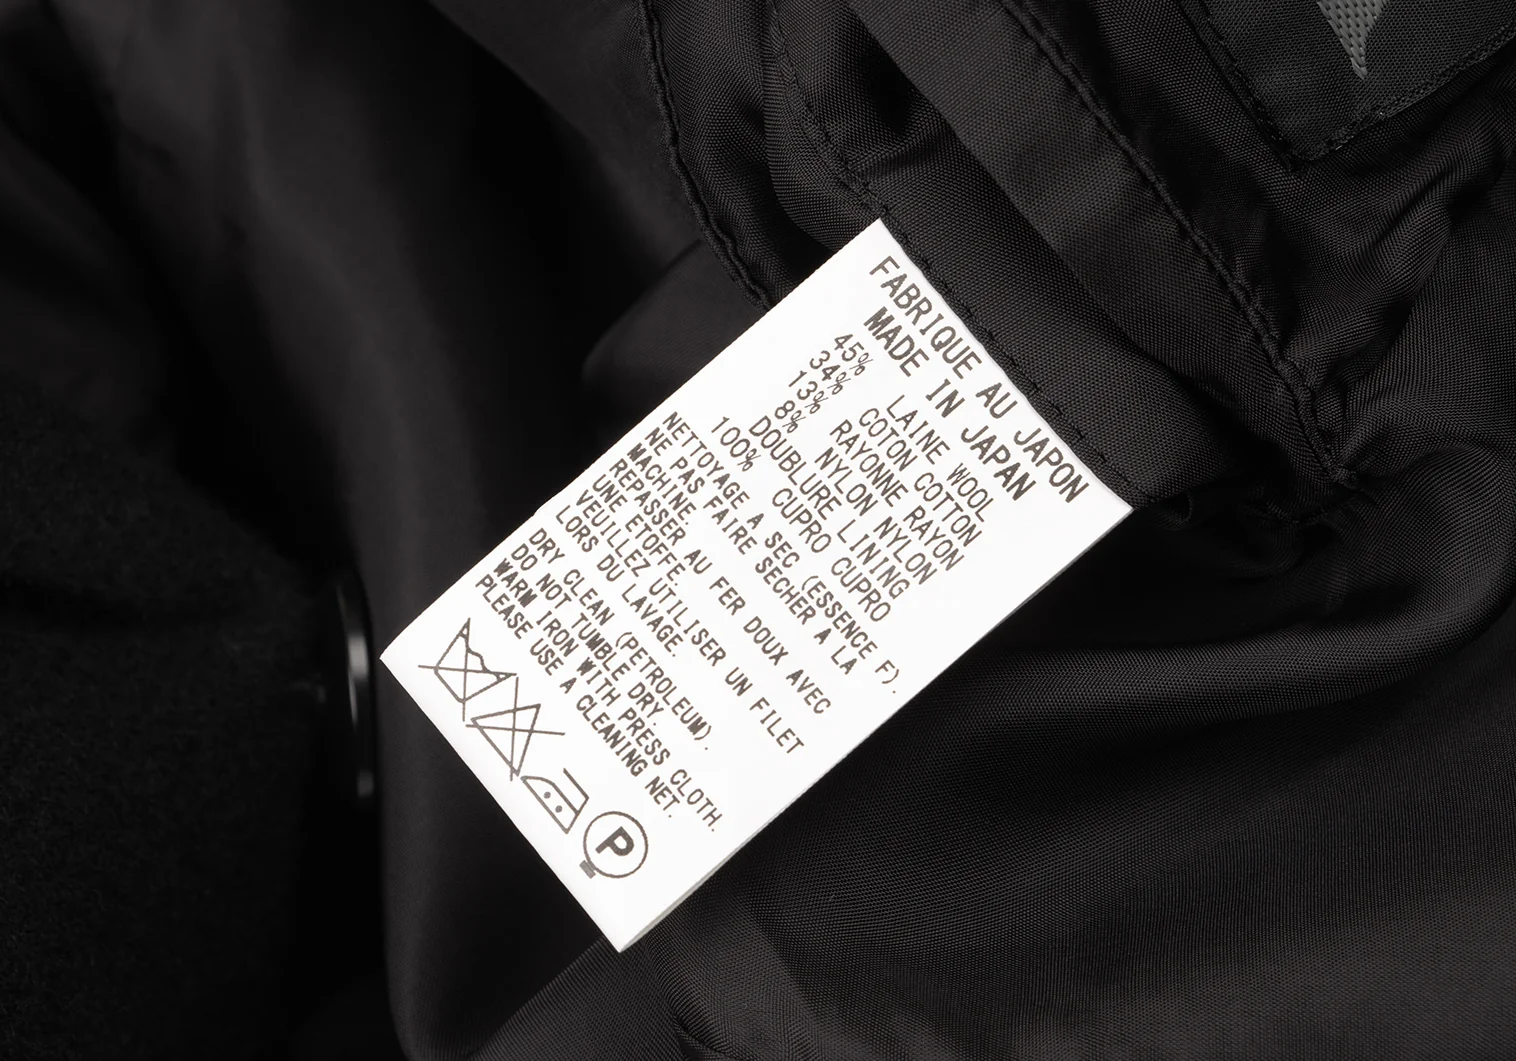 FABRIQUE AU JAPON
MADE IN JAPAN
45% LAINE WOOL
34% COTON COTTON
13% RAYONNE RAYON
8% NYLON NYLON
DOUBLURE LINING
100% CUPRO CUPRO
NETTOYAGE A SEC (ESSENCE F).
NE PAS FAIRE SECHER A LA
MACHINE.
REPASSER AU FER DOUX AVEC
UNE ETOFFE.
VEUILLEZ UTILISER UN FILET
LORS DU LAVAGE.
DRY CLEAN (PETROLEUM).
DO NOT TUMBLE DRY.
WARM IRON WITH PRESS CLOTH.
PLEASE USE A CLEANING NET.
P